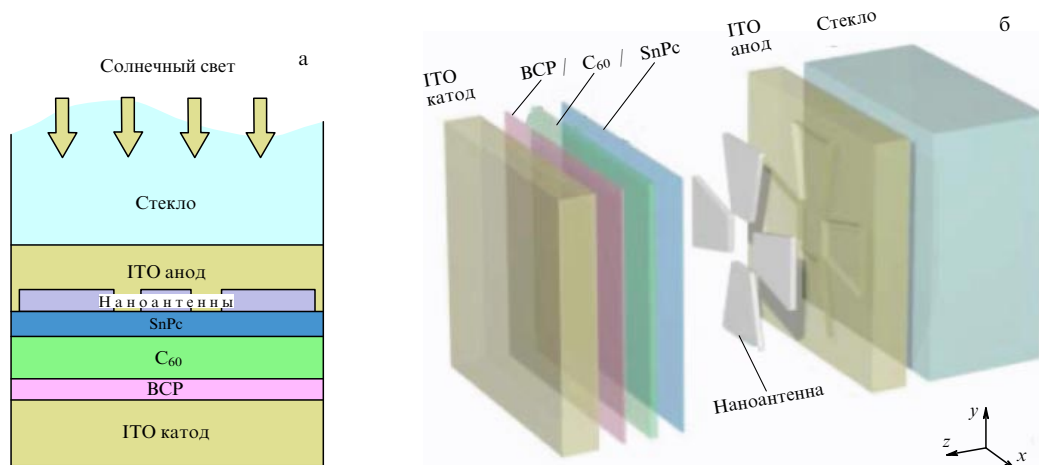 а
Солнечный свет
Стекло
ITO анод
Наноантенны
SnPc
C₆₀
BCP
ITO катод
б
ITO
катод
BCP / C₆₀ / SnPc
ITO
анод
Стекло
Наноантенна
y
z
x